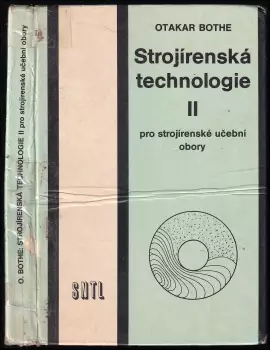 OTAKAR BOTHE
Strojírenská
technologie
II
pro strojírenské učební
obory
SNTL
O. BOTHE: STROJÍRENSKÁ TECHNOLOGIE II pro strojírenské učební obory